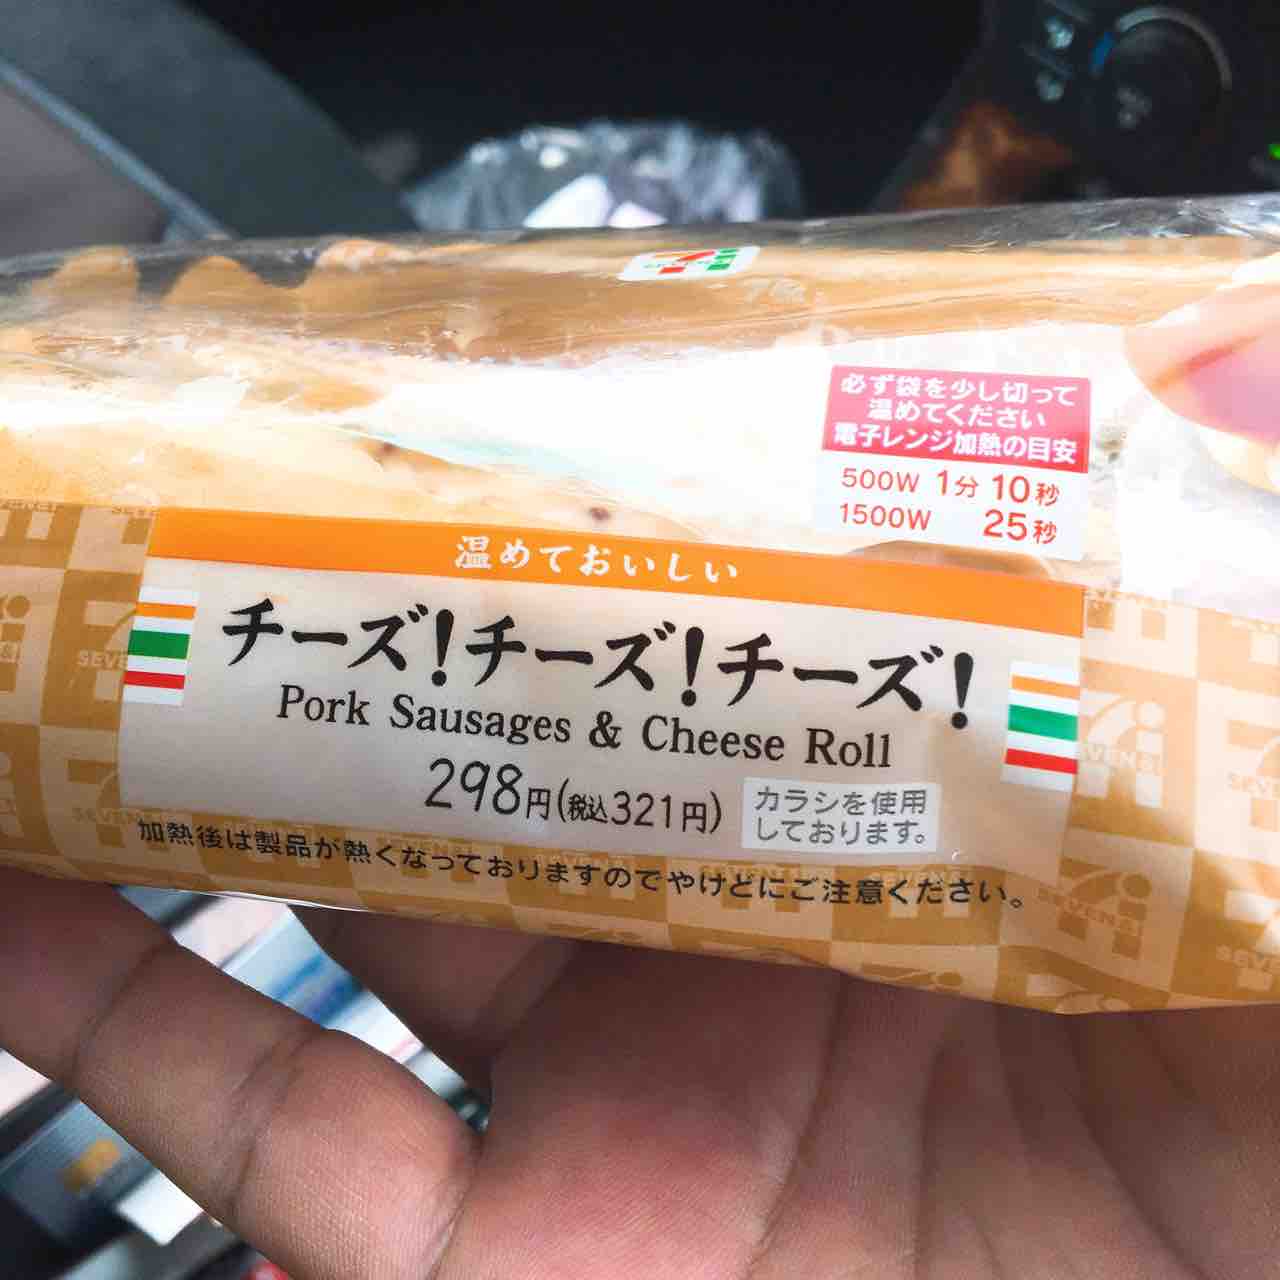 必ず袋を少し切って
温めてください
電子レンジ加熱の目安
500W 1分 10秒
1500W 25秒
温めておいしい
チーズ!チーズ!チーズ!
Pork Sausages & Cheese Roll
298円(税込321円)
カラシを使用
しております。
加熱後は製品が熱くなっておりますのでやけどにご注意ください。
SEVEN&i
SEVEN&i
SEVEN&i